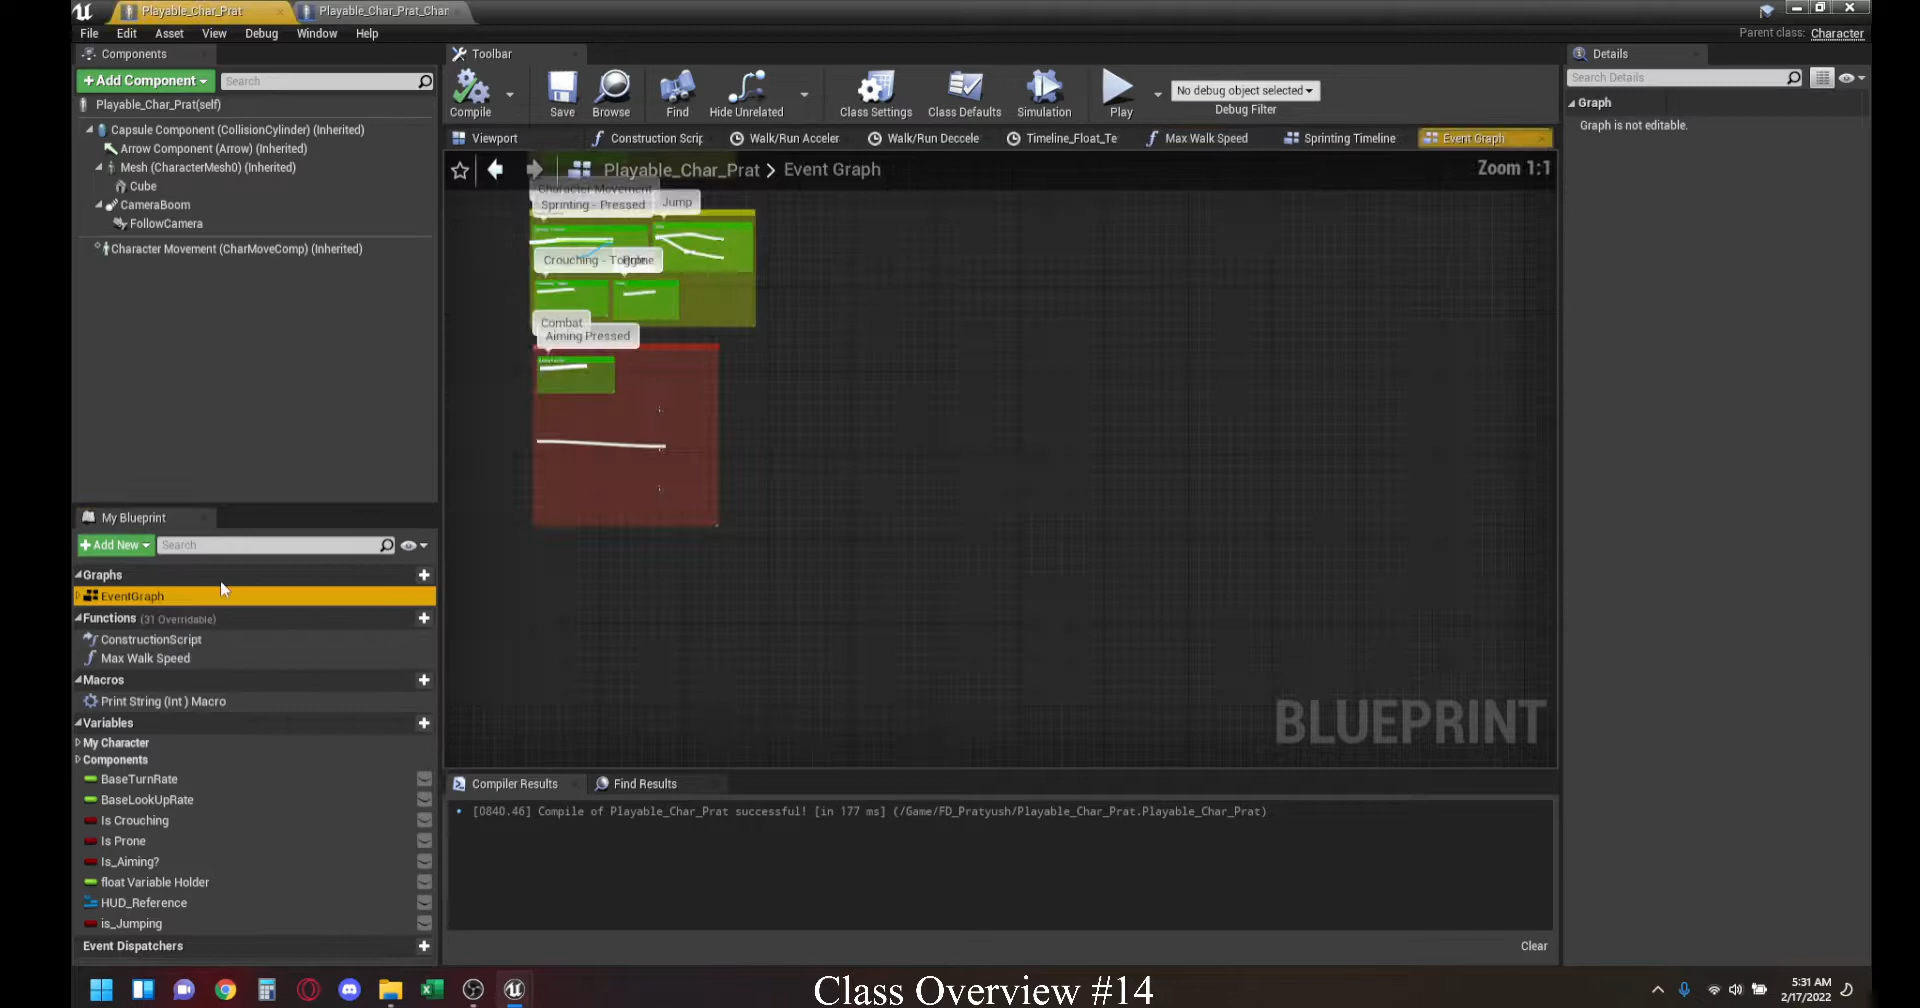 Playable_Char_Prat
Playable_Char_Prat_Chan
File Edit Asset View Debug Window Help
Parent class: Character
Components
+Add Component
Search
Playable_Char_Prat(self)
Capsule Component (CollisionCylinder) (Inherited)
Arrow Component (Arrow) (Inherited)
Mesh (CharacterMesh0) (Inherited)
Cube
CameraBoom
FollowCamera
Character Movement (CharMoveComp) (Inherited)
Toolbar
Compile
Save
Browse
Find
Hide Unrelated
Class Settings
Class Defaults
Simulation
Play
No debug object selected
Debug Filter
Viewport
Construction Scrip
Walk/Run Acceler
Walk/Run Deccele
Timeline_Float_Te
Max Walk Speed
Sprinting Timeline
Event Graph
Playable_Char_Prat > Event Graph
Zoom 1:1
Character Movement
Sprinting - Pressed
Jump
Crouching - Toggle
Prone
Combat
Aiming Pressed
BLUEPRINT
Details
Search Details
Graph
Graph is not editable.
My Blueprint
+Add New
Search
Graphs
EventGraph
Functions (31 Overridable)
ConstructionScript
Max Walk Speed
Macros
Print String (Int ) Macro
Variables
My Character
Components
BaseTurnRate
BaseLookUpRate
Is Crouching
Is Prone
Is_Aiming?
float Variable Holder
HUD_Reference
is_Jumping
Event Dispatchers
Compiler Results
Find Results
[0840.46] Compile of Playable_Char_Prat successful! [in 177 ms] (/Game/FD_Pratyush/Playable_Char_Prat.Playable_Char_Prat)
Clear
Class Overview #14
5:31 AM
2/17/2022